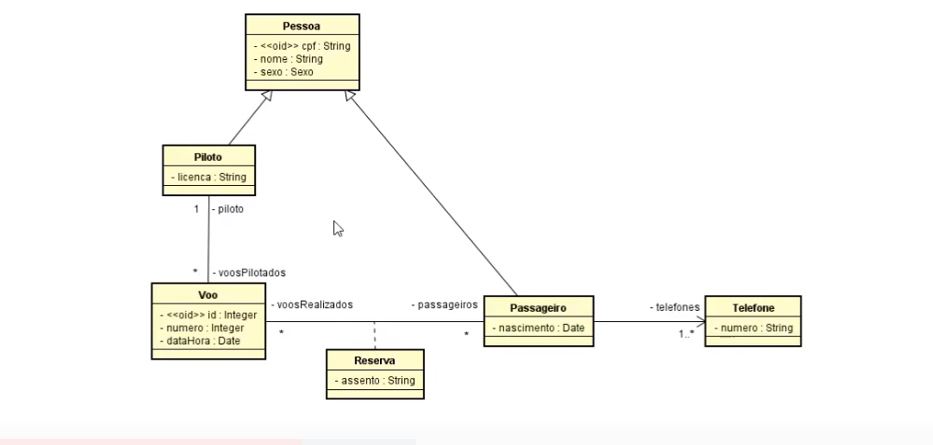 Pessoa
- <<oid>> cpf : String
- nome : String
- sexo : Sexo
Piloto
- licenca : String
1
- piloto
*
- voosPilotados
Voo
- <<oid>> id : Integer
- numero : Integer
- dataHora : Date
- voosRealizados
*
- passageiros
*
Reserva
- assento : String
Passageiro
- nascimento : Date
- telefones
1..*
Telefone
- numero : String